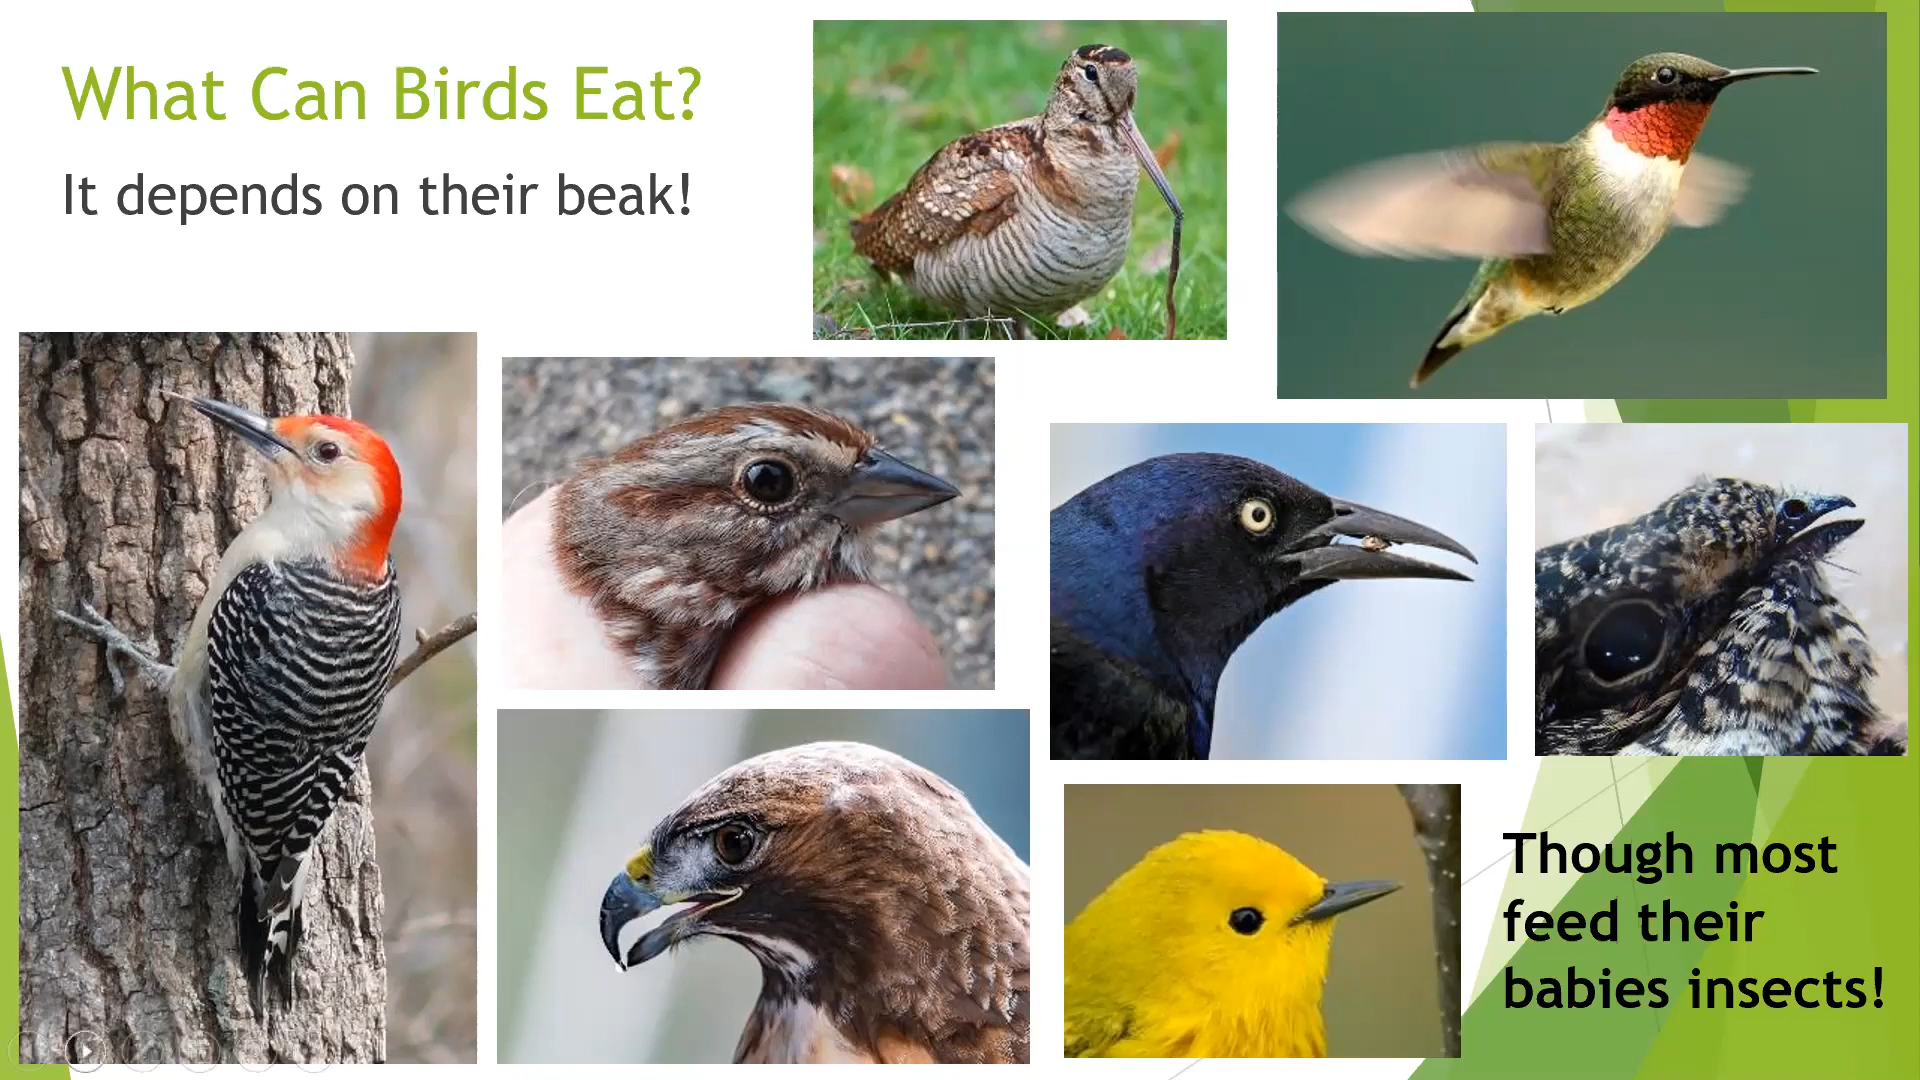 What Can Birds Eat?
It depends on their beak!
Though most
feed their
babies insects!